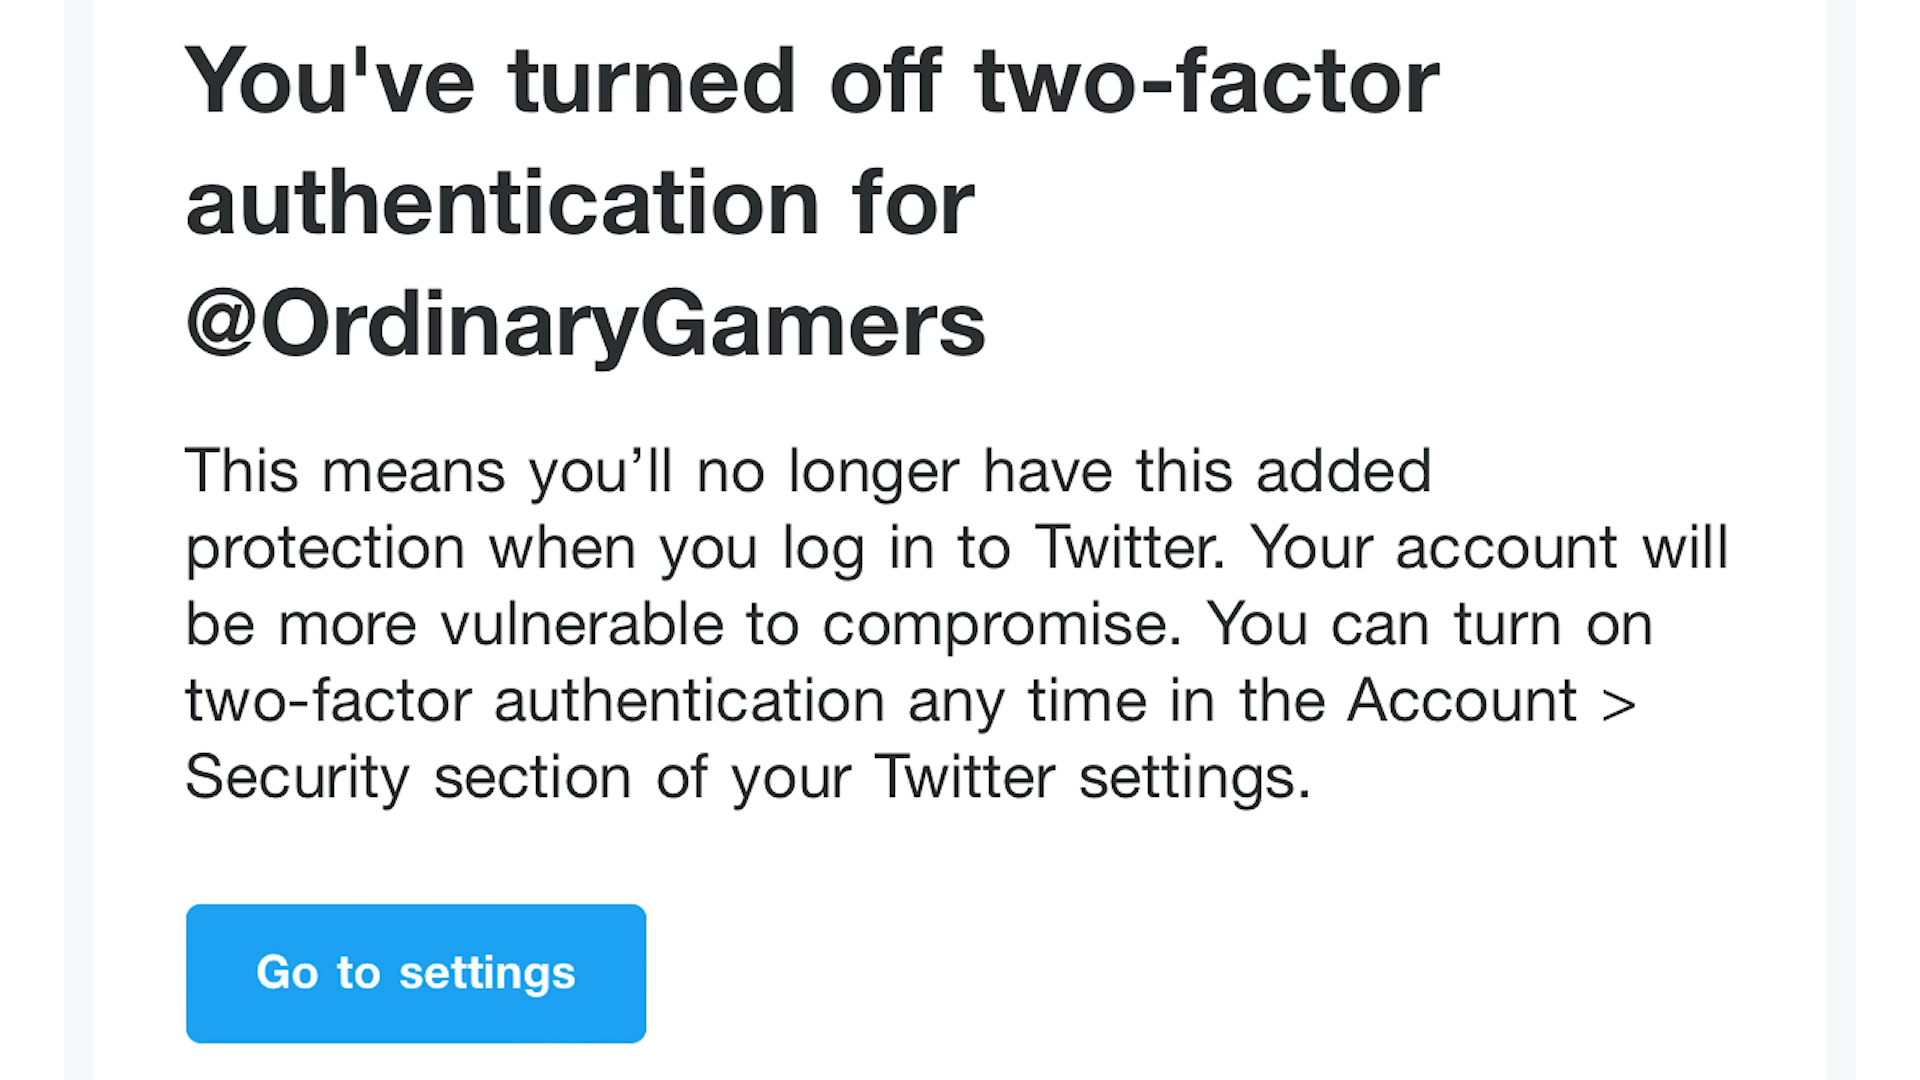 You've turned off two-factor
authentication for
@OrdinaryGamers
This means you’ll no longer have this added
protection when you log in to Twitter. Your account will
be more vulnerable to compromise. You can turn on
two-factor authentication any time in the Account >
Security section of your Twitter settings.
Go to settings